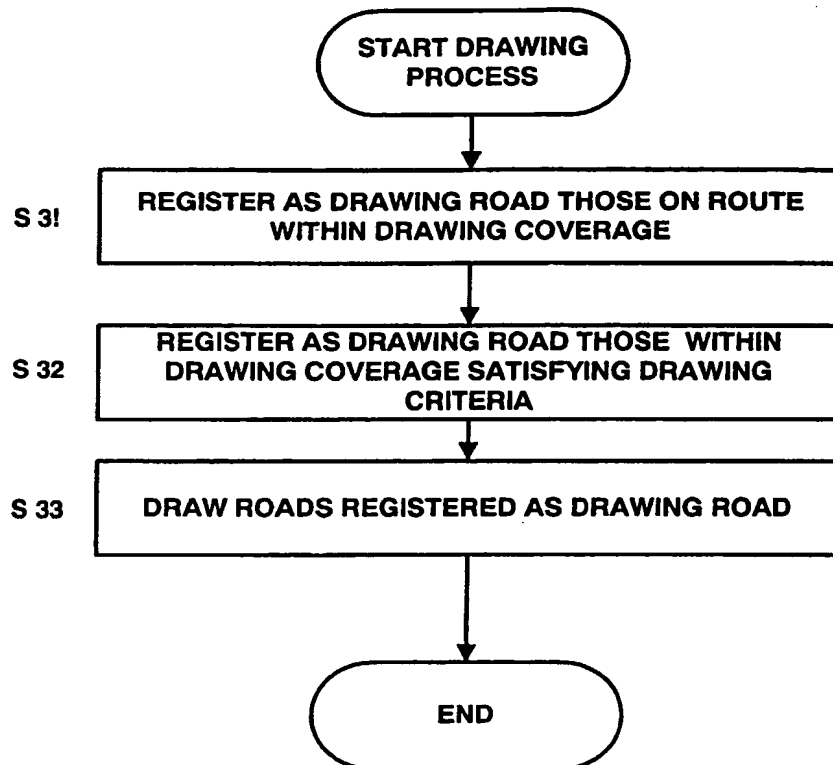 START DRAWING
PROCESS
S 3!
REGISTER AS DRAWING ROAD THOSE ON ROUTE
WITHIN DRAWING COVERAGE
S 32
REGISTER AS DRAWING ROAD THOSE WITHIN
DRAWING COVERAGE SATISFYING DRAWING
CRITERIA
S 33
DRAW ROADS REGISTERED AS DRAWING ROAD
END